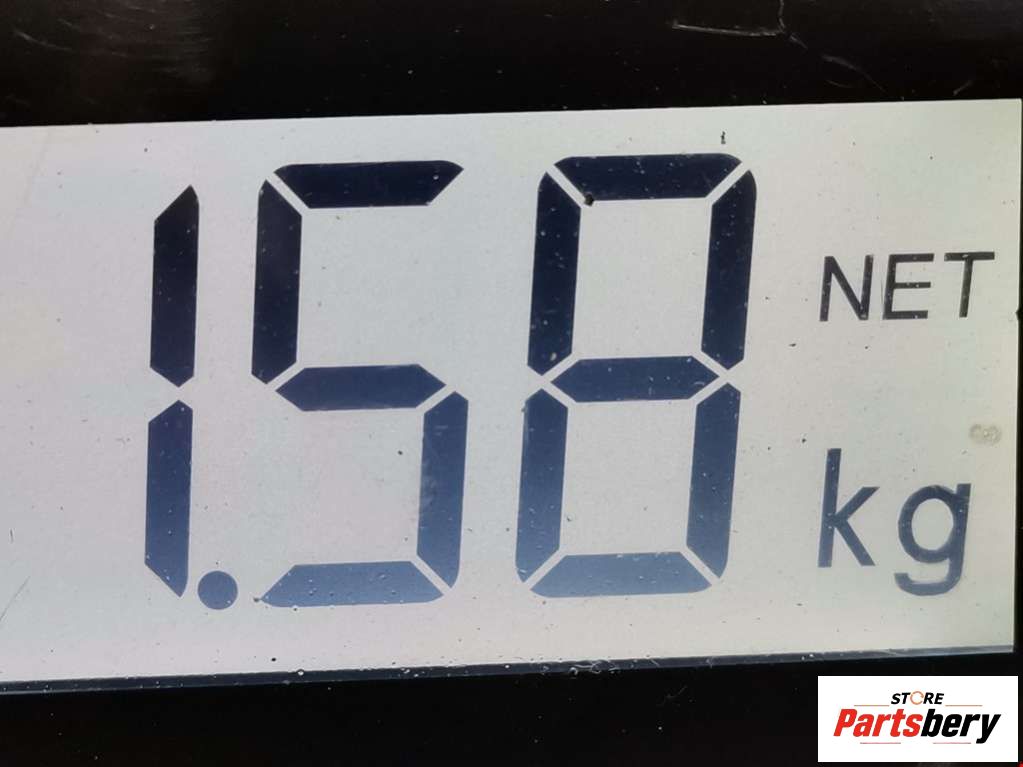 1.58
NET
kg
STORE
Partsbery